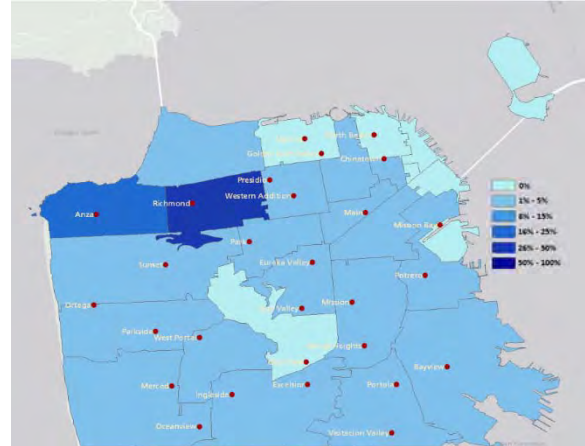 North Beach
Chinatown
Presidio
Western Addition
Richmond
Anza
Main
Mission Bay
0%
1% - 5%
6% - 15%
16% - 25%
26% - 50%
50% - 100%
Park
Sunset
Eureka Valley
Potrero
Ortega
Valley
Mission
Parkside
West Portal
Heights
Bayview
Merced
Ingleside
Excelsior
Portola
Oceanview
Visitacion Valley